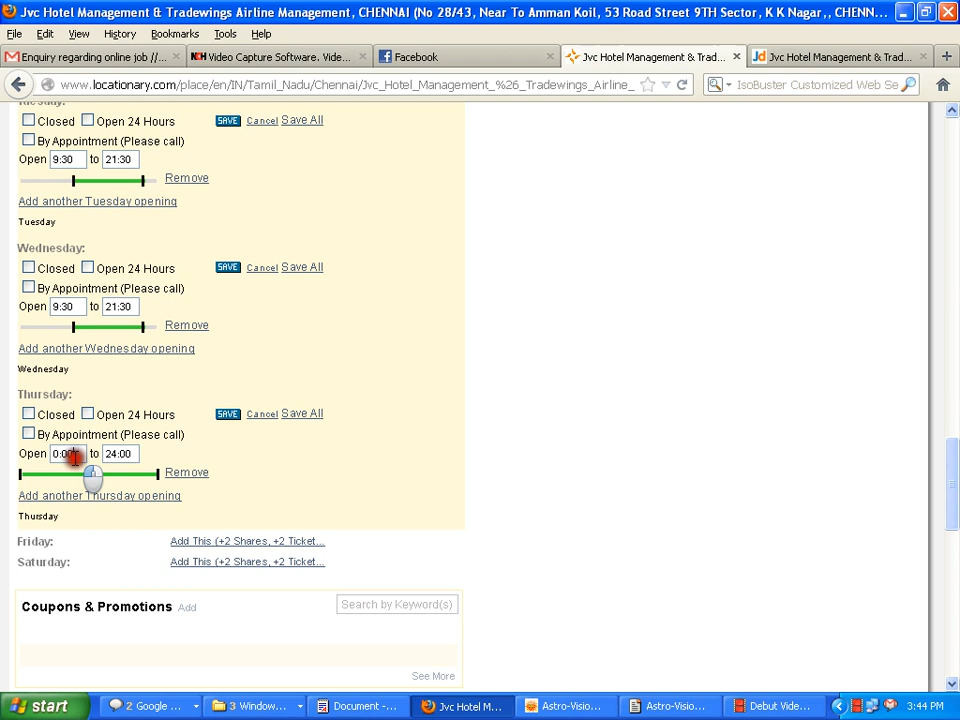 Jvc Hotel Management & Tradewings Airline Management, CHENNAI (No 28/43, Near To Amman Koil, 53 Road Street 9TH Sector, K K Nagar,, CHENN...
File Edit View History Bookmarks Tools Help
Enquiry regarding online job //... NCH Video Capture Software. Vide... Facebook Jvc Hotel Management & Trad... Jd Jvc Hotel Management & Trad...
www.locationary.com/place/en/IN/Tamil_Nadu/Chennai/Jvc_Hotel_Management_%26_Tradewings_Airline_ IsoBuster Customized Web Se
Tuesday:
Closed Open 24 Hours SAVE Cancel Save All
By Appointment (Please call)
Open 9:30 to 21:30
Remove
Add another Tuesday opening
Tuesday
Wednesday:
Closed Open 24 Hours SAVE Cancel Save All
By Appointment (Please call)
Open 9:30 to 21:30
Remove
Add another Wednesday opening
Wednesday
Thursday:
Closed Open 24 Hours SAVE Cancel Save All
By Appointment (Please call)
Open 0:00 to 24:00
Remove
Add another Thursday opening
Thursday
Friday: Add This (+2 Shares, +2 Ticket...
Saturday: Add This (+2 Shares, +2 Ticket...
Coupons & Promotions Add Search by Keyword(s)
See More
start 2 Google ... 3 Window... Document -... Jvc Hotel M... Astro-Visio... Astro-Visio... Debut Vide... 3:44 PM